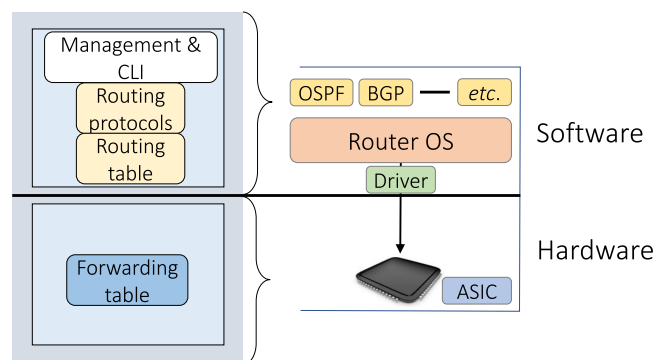 Management &
CLI
Routing
protocols
Routing
table
OSPF
BGP
etc.
Router OS
Software
Driver
Hardware
Forwarding
table
ASIC